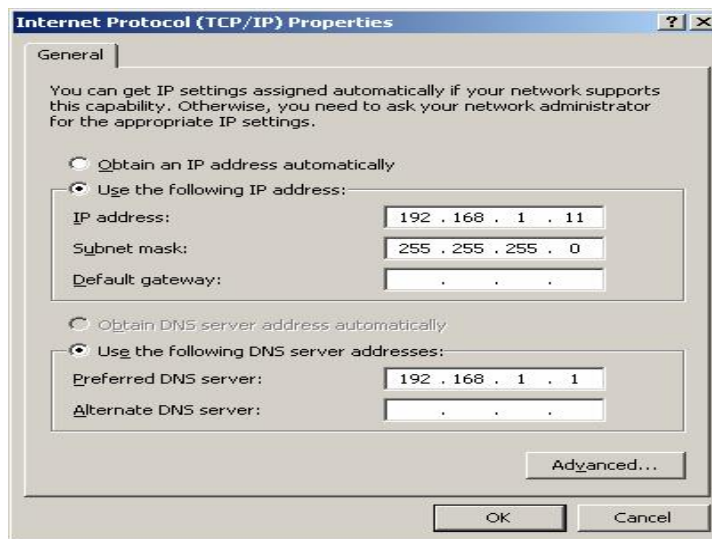 Internet Protocol (TCP/IP) Properties
General
You can get IP settings assigned automatically if your network supports
this capability. Otherwise, you need to ask your network administrator
for the appropriate IP settings.
Obtain an IP address automatically
Use the following IP address:
IP address: 192 . 168 . 1 . 11
Subnet mask: 255 . 255 . 255 . 0
Default gateway: . . .
Obtain DNS server address automatically
Use the following DNS server addresses:
Preferred DNS server: 192 . 168 . 1 . 1
Alternate DNS server: . . .
Advanced...
OK Cancel